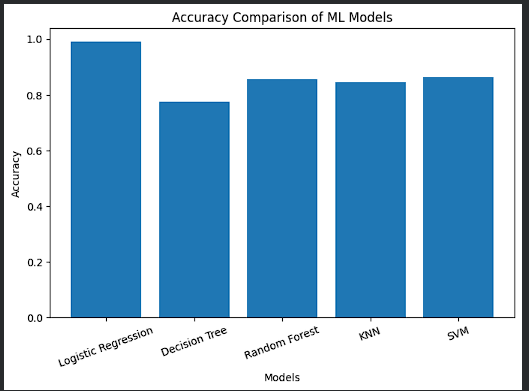 Accuracy Comparison of ML Models
1.0
0.8
0.6
0.4
0.2
0.0
Accuracy
Logistic Regression
Decision Tree
Random Forest
KNN
SVM
Models